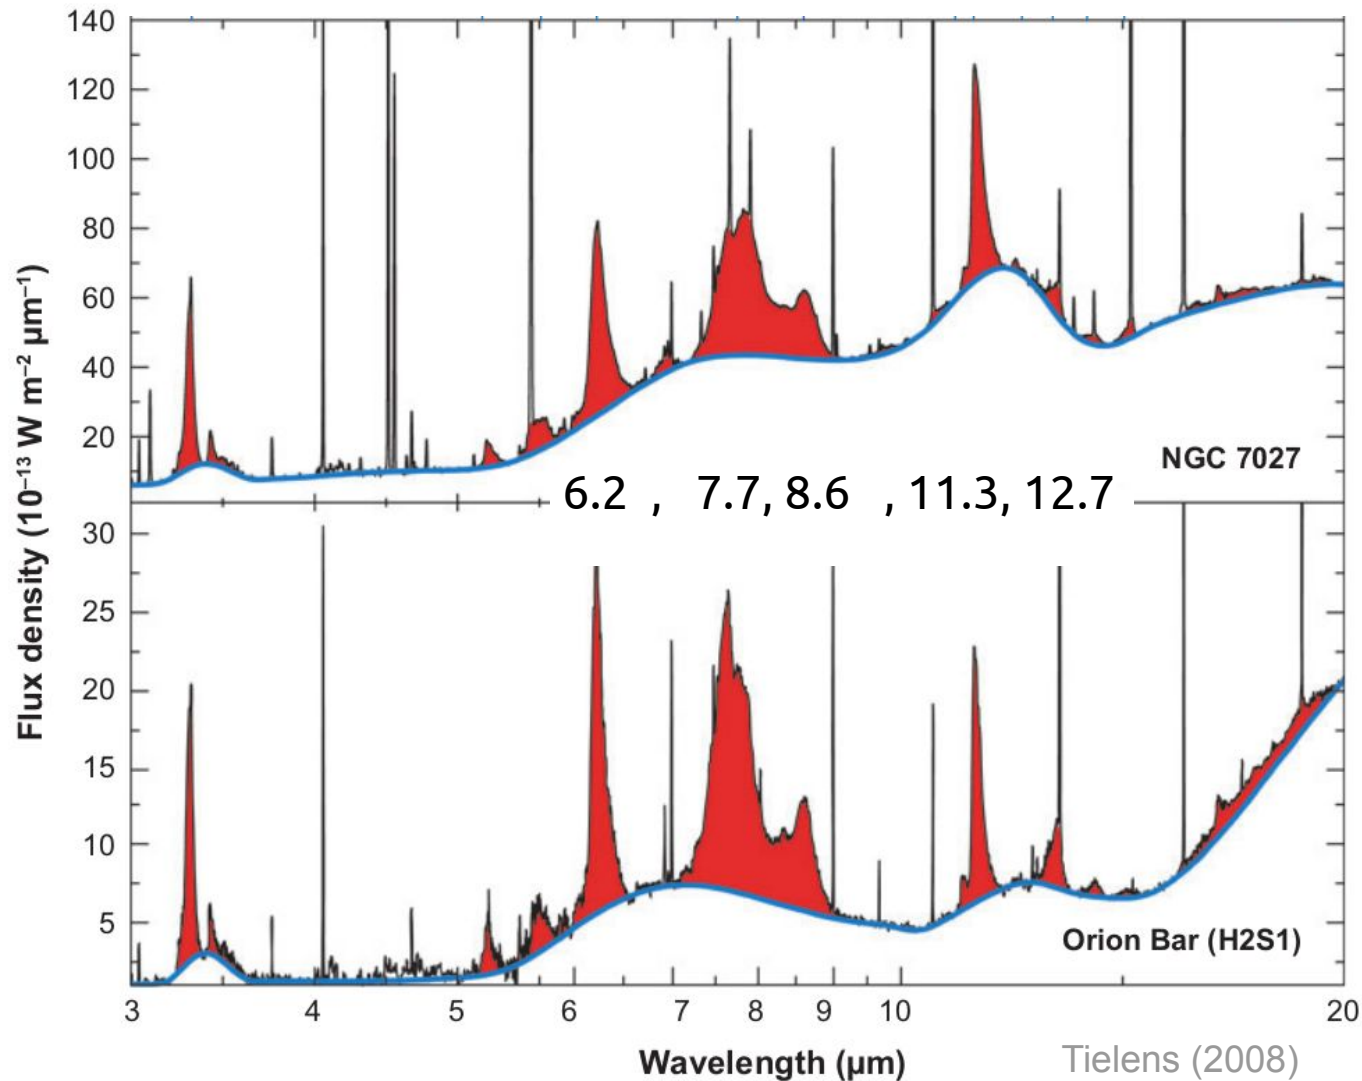 140
120
100
80
60
40
20
NGC 7027
6.2 , 7.7, 8.6 , 11.3, 12.7
30
25
20
15
10
5
Orion Bar (H2S1)
Flux density (10⁻¹³ W m⁻² µm⁻¹)
3 4 5 6 7 8 9 10 20
Wavelength (µm)
Tielens (2008)